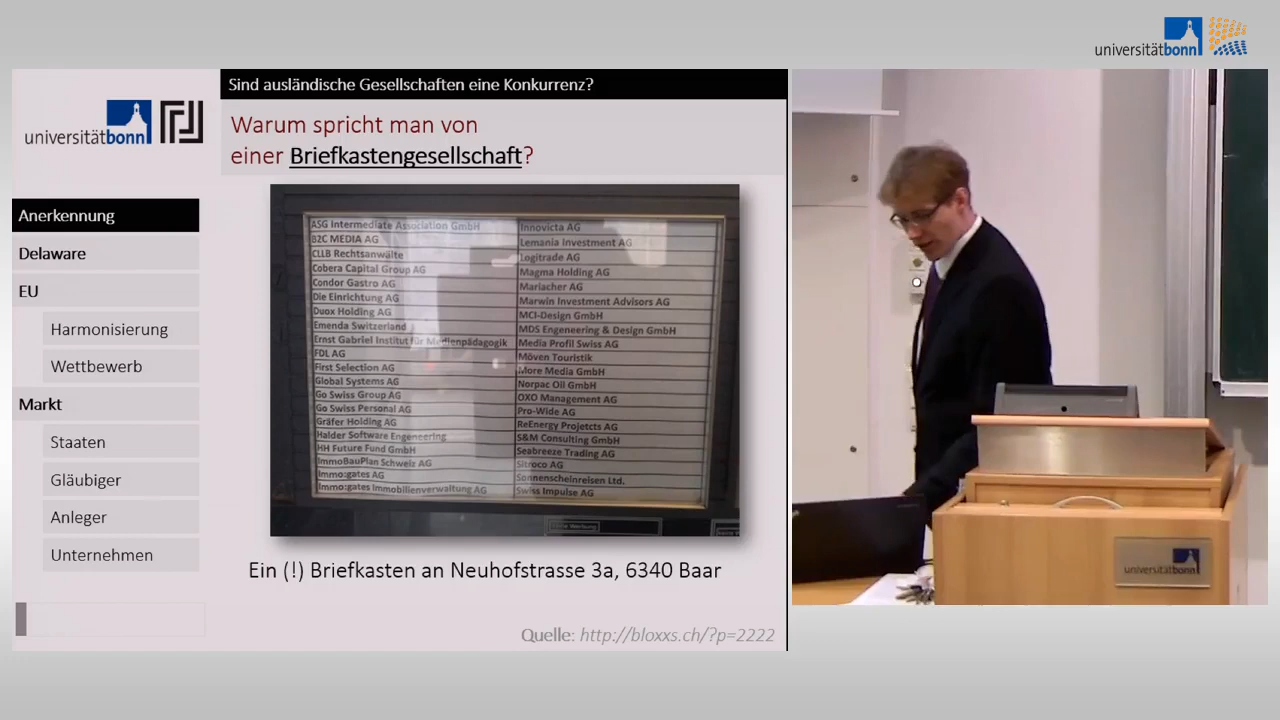 universitätbonn
universitätbonn
Sind ausländische Gesellschaften eine Konkurrenz?
Warum spricht man von
einer Briefkastengesellschaft?
Anerkennung
Delaware
EU
Harmonisierung
Wettbewerb
Markt
Staaten
Gläubiger
Anleger
Unternehmen
ASG Intermediate Association GmbH
B2C MEDIA AG
CLLB Rechtsanwälte
Cobera Capital Group AG
Condor Gastro AG
Die Einrichtung AG
Duox Holding AG
Emenda Switzerland
Ernst Gabriel Institut für Medienpädagogik
FDL AG
First Selection AG
Global Systems AG
Go Swiss Group AG
Go Swiss Personal AG
Gräfer Holding AG
Halder Software Engeneering
HH Future Fund GmbH
ImmoBauPlan Schweiz AG
Immo:gates AG
Immo:gates Immobilienverwaltung AG
Innovicta AG
Lemania Investment AG
Logitrade AG
Magma Holding AG
Mariacher AG
Marwin Investment Advisors AG
MCI-Design GmbH
MDS Engeneering & Design GmbH
Media Profil Swiss AG
Möven Touristik
More Media GmbH
Norpac Oil GmbH
OXO Management AG
Pro-Wide AG
ReEnergy Projetcts AG
S&M Consulting GmbH
Seabreeze Trading AG
Sitroco AG
Sonnenscheinreisen Ltd.
Swiss Impulse AG
Ein (!) Briefkasten an Neuhofstrasse 3a, 6340 Baar
Quelle: http://bloxxs.ch/?p=2222
universitätbonn